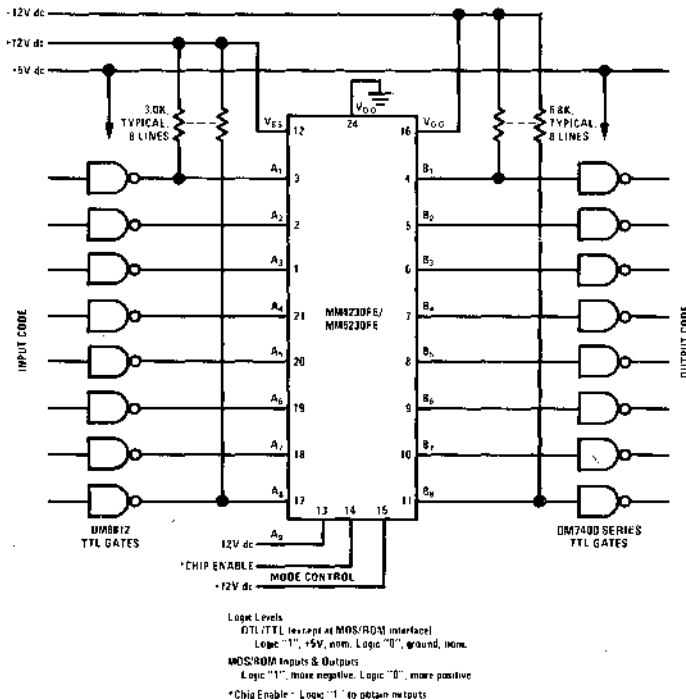 -12V dc
+12V dc
+5V dc
3.0K, TYPICAL, 8 LINES
6.8K, TYPICAL, 8 LINES
VSS
12
VDD
24
VGG
16
A1
3
A2
2
A3
1
A4
21
A5
20
A6
19
A7
18
A8
17
B1
4
B2
5
B3
6
B4
7
B5
8
B6
9
B7
10
B8
11
MM4230FE/
MM5230FE
INPUT CODE
OUTPUT CODE
TTL GATES
DM7400 SERIES
TTL GATES
13
14
15
A9
12V dc
*CHIP ENABLE
MODE CONTROL
+12V dc
Logic Levels
DTL/TTL (except at MOS/ROM interface)
Logic "1", +5V, nom. Logic "0", ground, nom.
MOS/ROM Inputs & Outputs
Logic "1", more negative. Logic "0", more positive
*Chip Enable - Logic "1" to obtain outputs